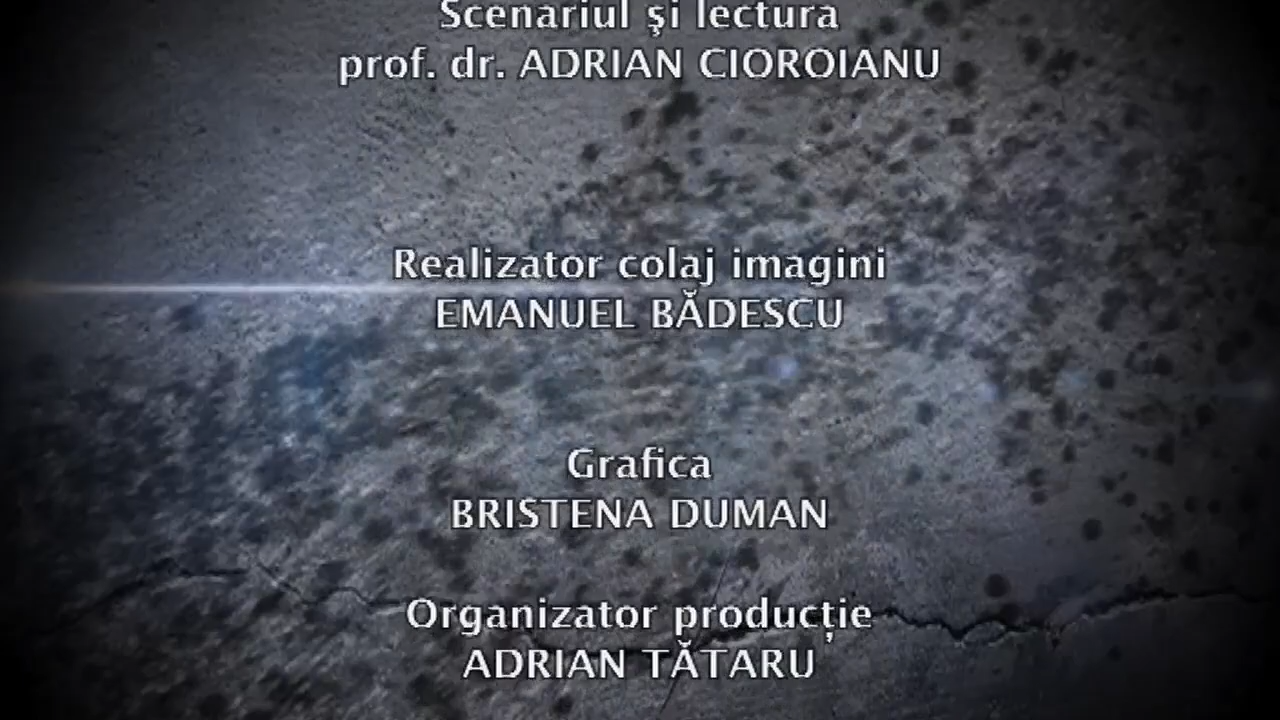 Scenariul şi lectura
prof. dr. ADRIAN CIOROIANU
Realizator colaj imagini
EMANUEL BĂDESCU
Grafica
BRISTENA DUMAN
Organizator producție
ADRIAN TĂTARU